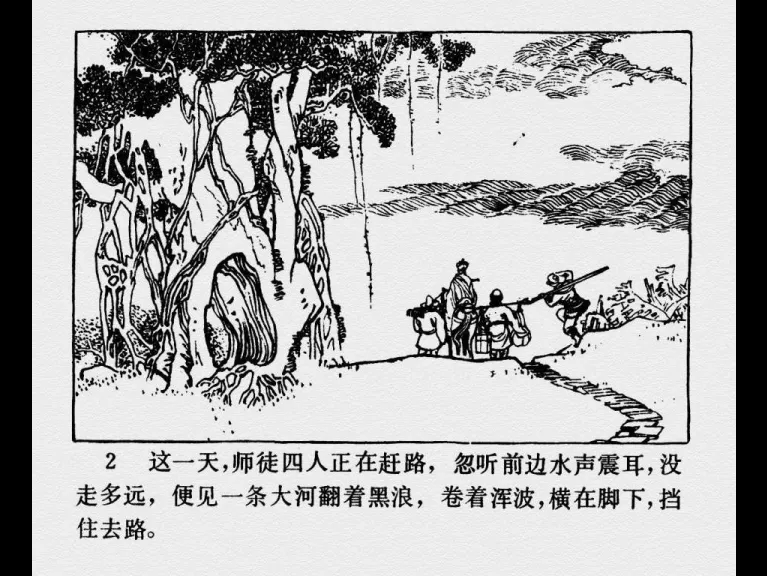 2 这一天,师徒四人正在赶路，忽听前边水声震耳,没
走多远，便见一条大河翻着黑浪，卷着浑波,横在脚下,挡
住去路。